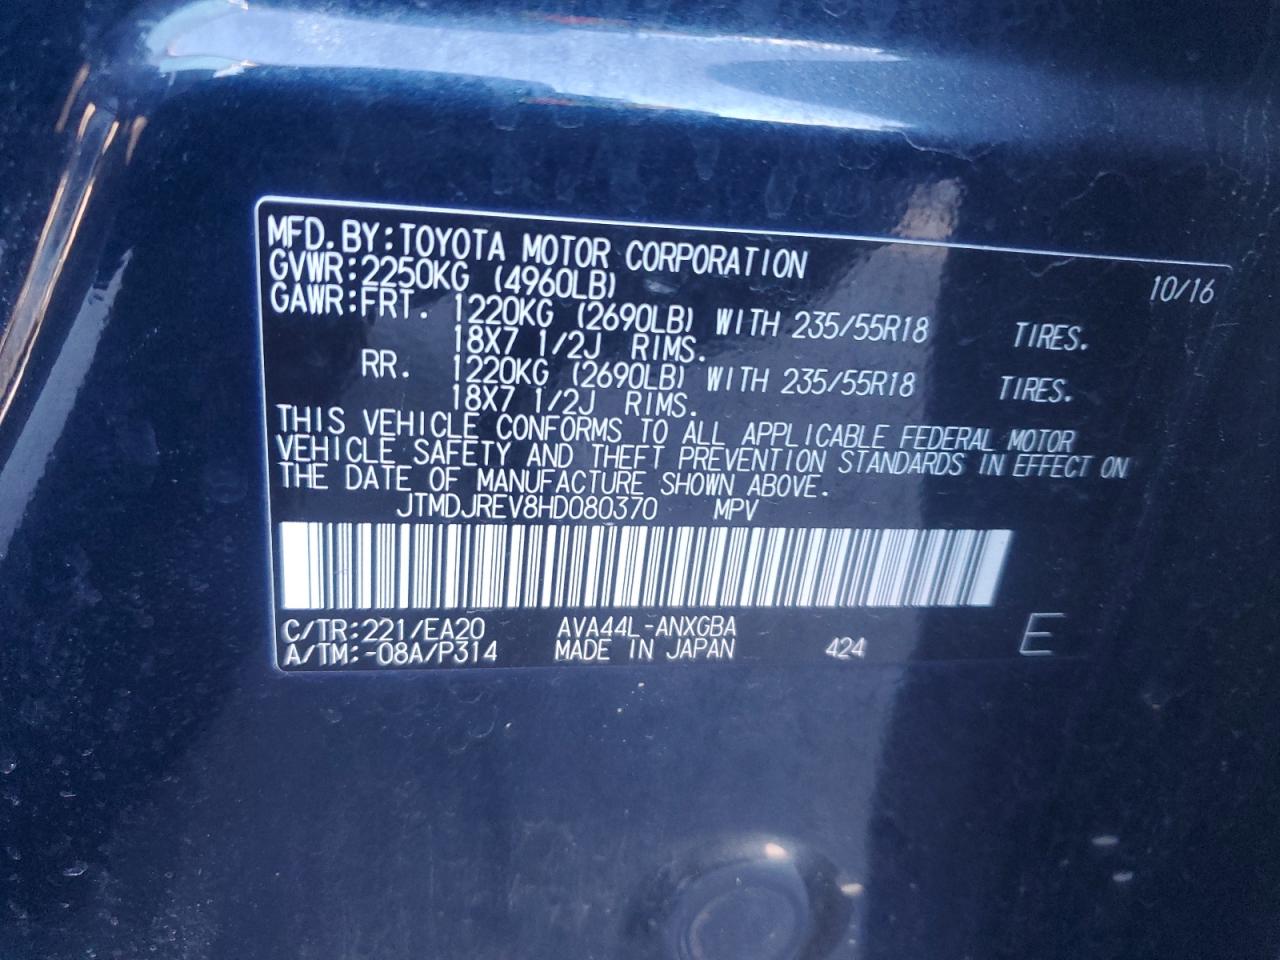 MFD. BY: TOYOTA MOTOR CORPORATION 10/16
GVWR: 2250KG (4960LB)
GAWR: FRT. 1220KG (2690LB) WITH 235/55R18 TIRES.
18X7 1/2J RIMS.
RR. 1220KG (2690LB) WITH 235/55R18 TIRES.
18X7 1/2J RIMS.
THIS VEHICLE CONFORMS TO ALL APPLICABLE FEDERAL MOTOR
VEHICLE SAFETY AND THEFT PREVENTION STANDARDS IN EFFECT ON
THE DATE OF MANUFACTURE SHOWN ABOVE.
JTMDJREV8HD080370 MPV
C/TR: 221/EA20 AVA44L-ANXGBA
A/TM: -08A/P314 MADE IN JAPAN 424 E